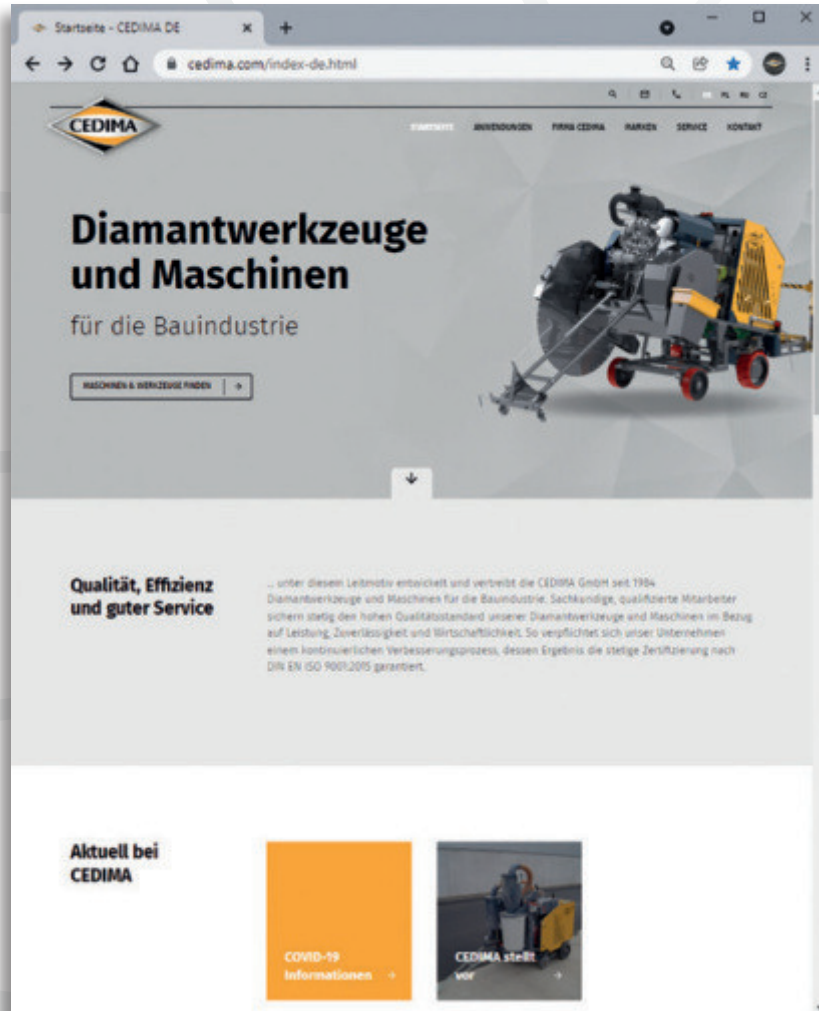 Startseite - CEDIMA DE
cedima.com/index-de.html
CEDIMA
STARTSEITE ANWENDUNGEN FIRMA CEDIMA MARKEN SERVICE KONTAKT
Diamantwerkzeuge
und Maschinen
für die Bauindustrie
MASCHINEN & WERKZEUGE FINDEN
Qualität, Effizienz
und guter Service
... unter diesem Leitmotiv entwickelt und vertreibt die CEDIMA GmbH seit 1984
Diamantwerkzeuge und Maschinen für die Bauindustrie. Sachkundige, qualifizierte Mitarbeiter
sichern stetig den hohen Qualitätsstandard unserer Diamantwerkzeuge und Maschinen im Bezug
auf Leistung, Zuverlässigkeit und Wirtschaftlichkeit. So verpflichtet sich unser Unternehmen
einem kontinuierlichen Verbesserungsprozess, dessen Ergebnis die stetige Zertifizierung nach
DIN EN ISO 9001:2015 garantiert.
Aktuell bei
CEDIMA
COVID-19
Informationen
CEDIMA stellt
vor